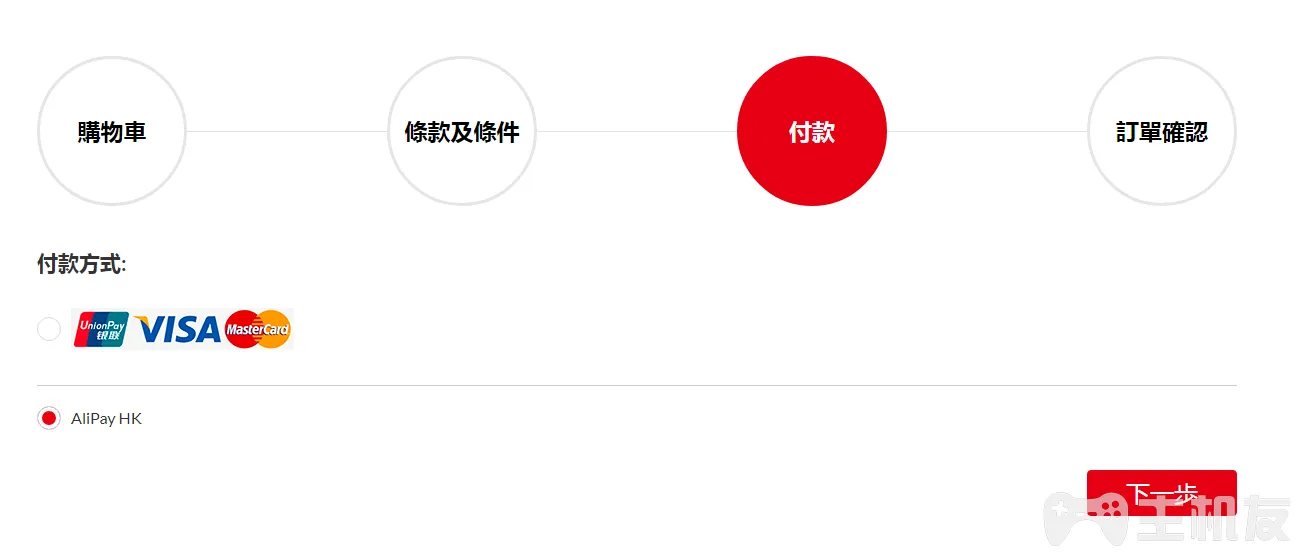 購物車
條款及條件
付款
訂單確認
付款方式:
UnionPay
银联
VISA
MasterCard
AliPay HK
下一步
主机友